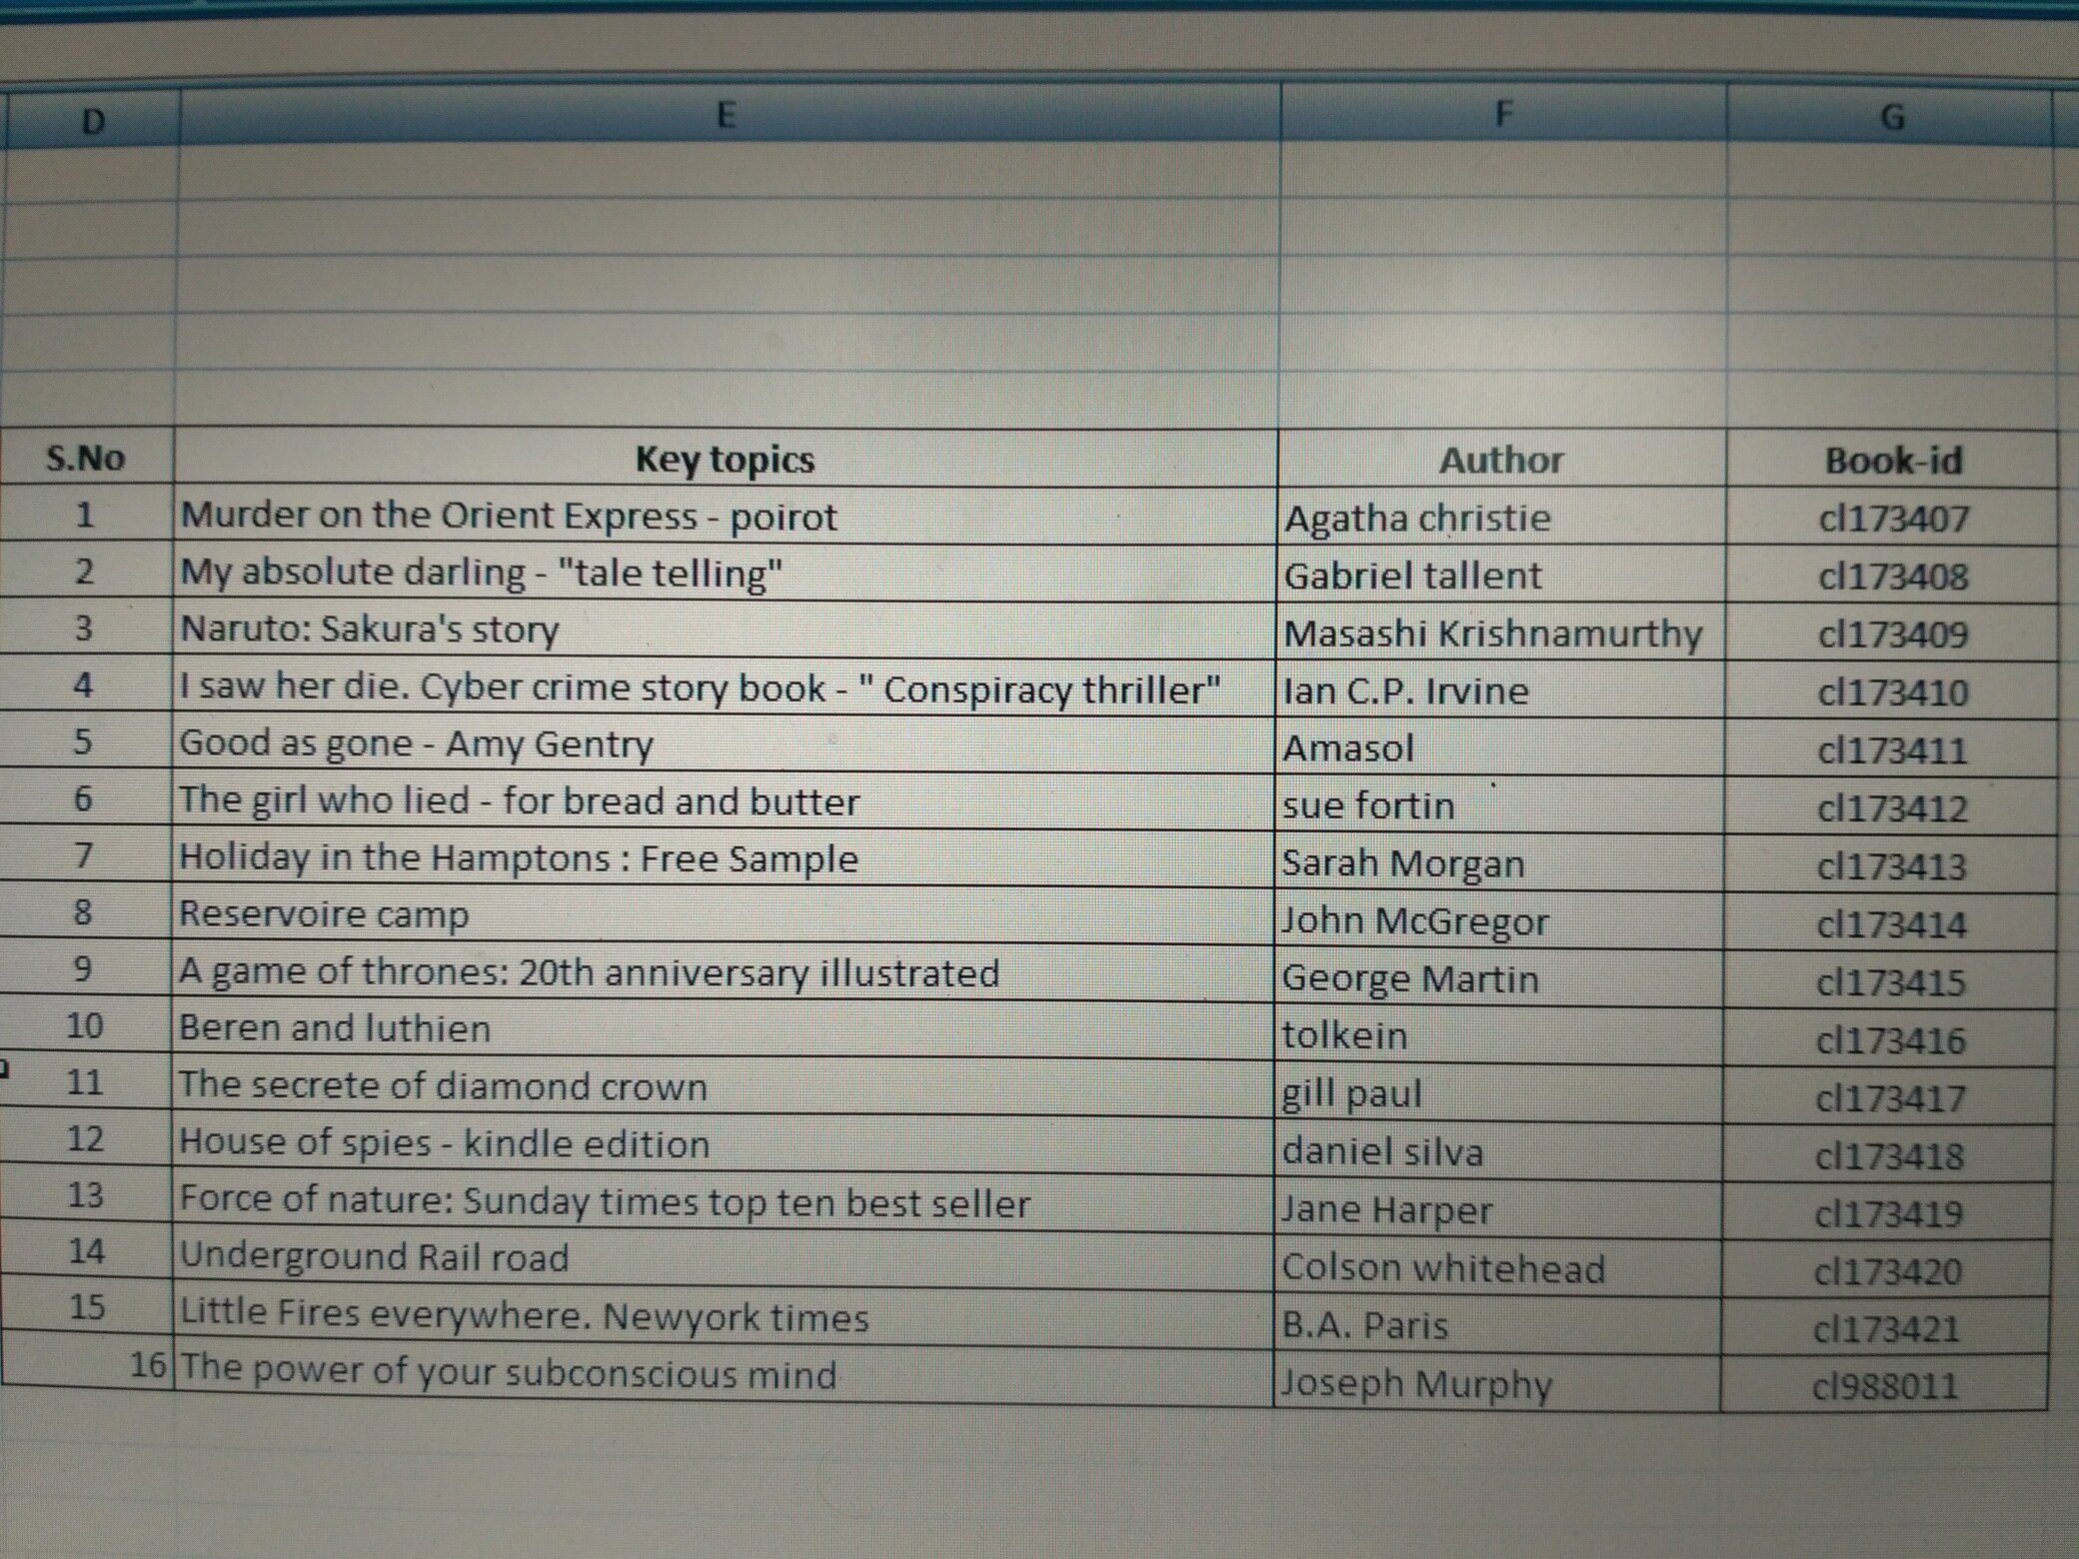 D E F G
S.No Key topics Author Book-id
1 Murder on the Orient Express - poirot Agatha christie cl173407
2 My absolute darling - "tale telling" Gabriel tallent cl173408
3 Naruto: Sakura's story Masashi Krishnamurthy cl173409
4 I saw her die. Cyber crime story book - " Conspiracy thriller" Ian C.P. Irvine cl173410
5 Good as gone - Amy Gentry Amasol cl173411
6 The girl who lied - for bread and butter sue fortin cl173412
7 Holiday in the Hamptons : Free Sample Sarah Morgan cl173413
8 Reservoire camp John McGregor cl173414
9 A game of thrones: 20th anniversary illustrated George Martin cl173415
10 Beren and luthien tolkein cl173416
11 The secrete of diamond crown gill paul cl173417
12 House of spies - kindle edition daniel silva cl173418
13 Force of nature: Sunday times top ten best seller Jane Harper cl173419
14 Underground Rail road Colson whitehead cl173420
15 Little Fires everywhere. Newyork times B.A. Paris cl173421
16 The power of your subconscious mind Joseph Murphy cl988011